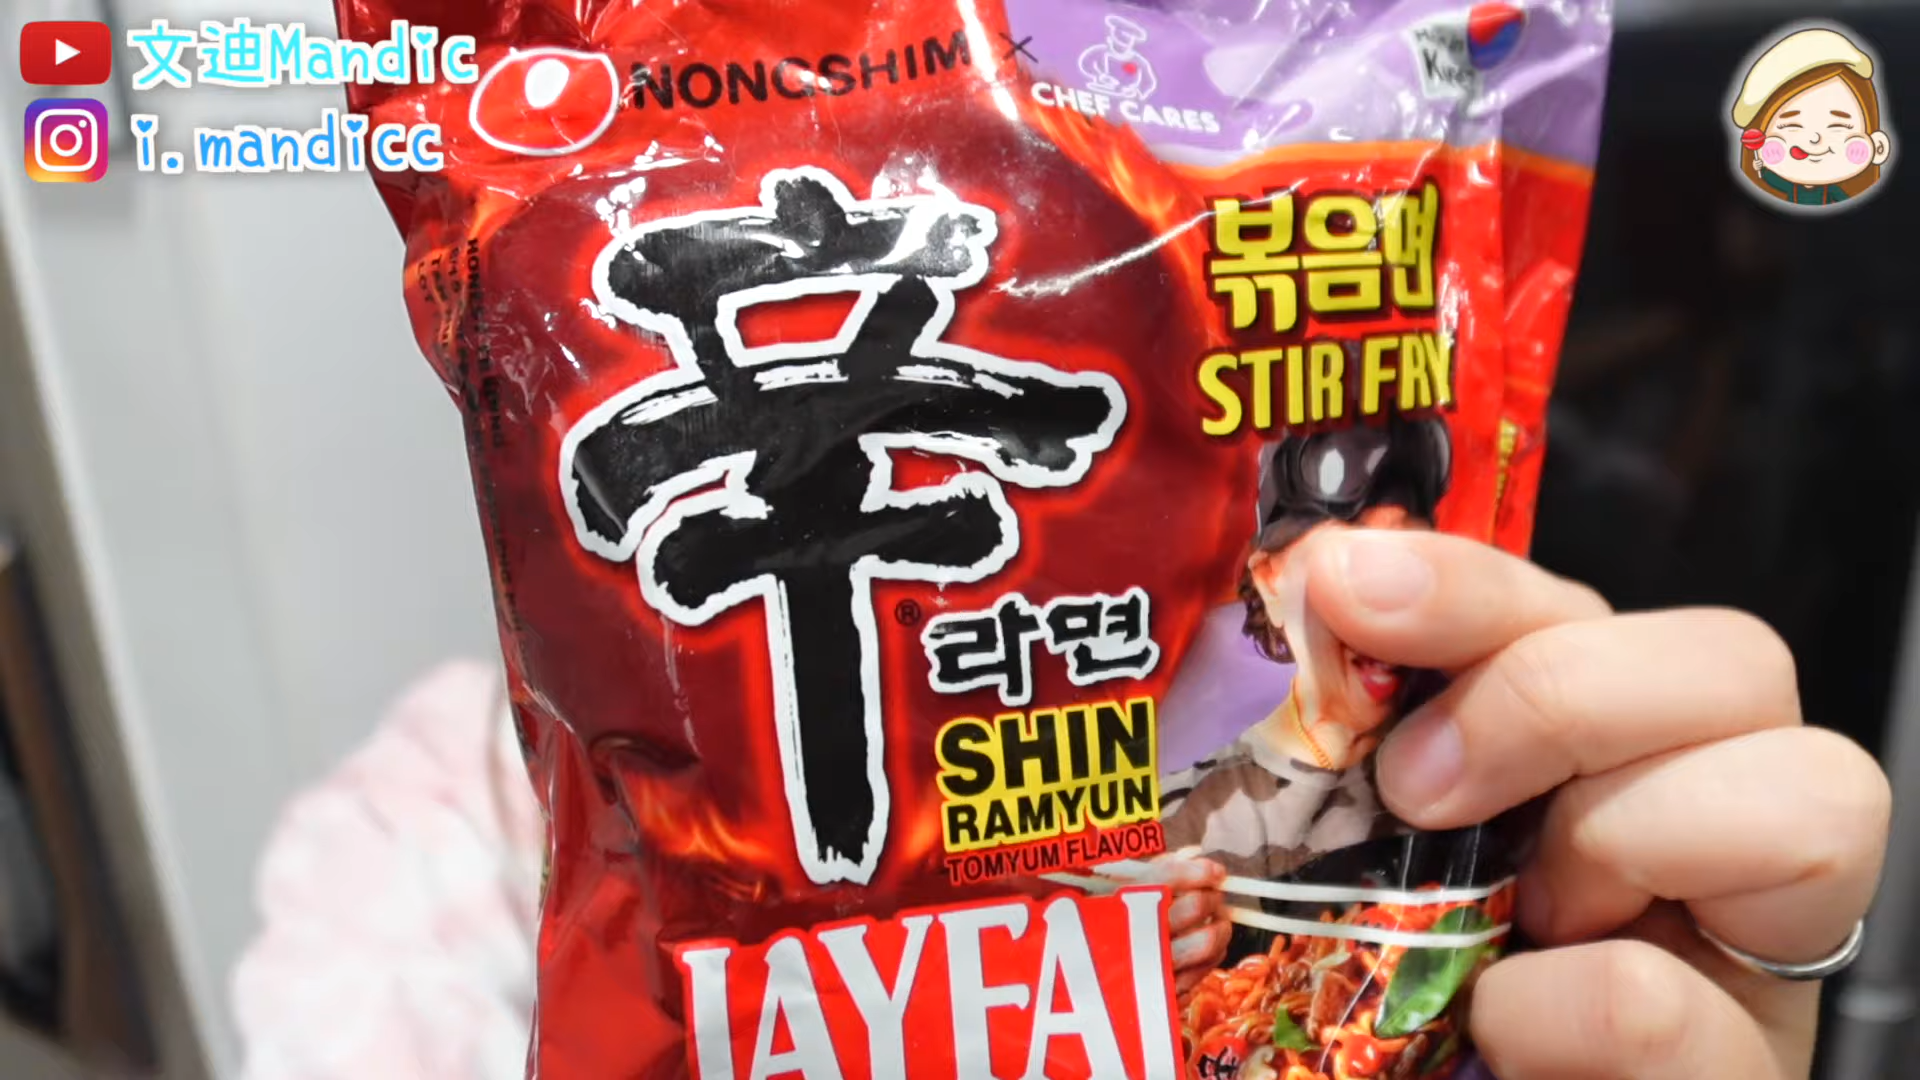 文迪Mandic
i.mandicc
NONGSHIM ×
CHEF CARES
볶음면
STIR FRY
辛
® 라면
SHIN
RAMYUN
TOMYUM FLAVOR
JAYFAI